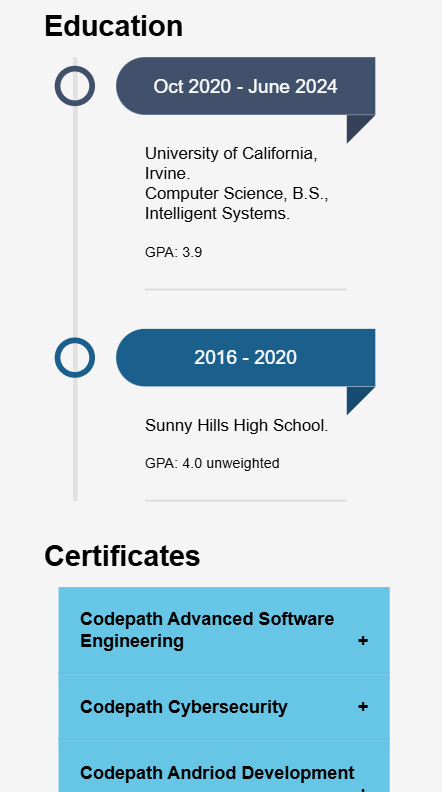 Education
Oct 2020 - June 2024
University of California,
Irvine.
Computer Science, B.S.,
Intelligent Systems.
GPA: 3.9
2016 - 2020
Sunny Hills High School.
GPA: 4.0 unweighted
Certificates
Codepath Advanced Software
Engineering +
Codepath Cybersecurity +
Codepath Andriod Development